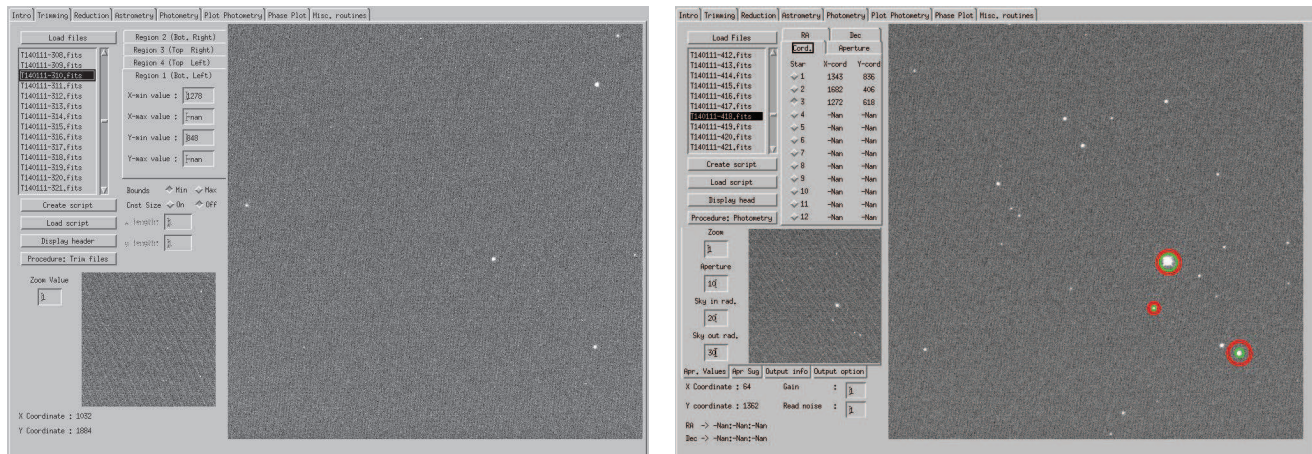 Intro Trimming Reduction Astrometry Photometry Plot Photometry Phase Plot Misc. routines
Load files
T140111-308.fits
T140111-309.fits
T140111-310.fits
T140111-311.fits
T140111-312.fits
T140111-313.fits
T140111-314.fits
T140111-315.fits
T140111-316.fits
T140111-317.fits
T140111-318.fits
T140111-319.fits
T140111-320.fits
T140111-321.fits
Create script
Load script
Display header
Procedure: Trim files
Region 2 (Bot. Right)
Region 3 (Top Right)
Region 4 (Top Left)
Region 1 (Bot. Left)
X-min value : 1278
X-max value : -nan
Y-min value : 848
Y-max value : -nan
Bounds Min Max
Cnst Size On Off
x length:
y length:
Zoom Value
1
X Coordinate : 1032
Y Coordinate : 1884
Intro Trimming Reduction Astrometry Photometry Plot Photometry Phase Plot Misc. routines
Load Files
T140111-412.fits
T140111-413.fits
T140111-414.fits
T140111-415.fits
T140111-416.fits
T140111-417.fits
T140111-418.fits
T140111-419.fits
T140111-420.fits
T140111-421.fits
Create script
Load script
Display head
Procedure: Photometry
RA Dec
Cord. Aperture
Star X-cord Y-cord
1 1343 836
2 1682 406
3 1272 618
4 -Nan -Nan
5 -Nan -Nan
6 -Nan -Nan
7 -Nan -Nan
8 -Nan -Nan
9 -Nan -Nan
10 -Nan -Nan
11 -Nan -Nan
12 -Nan -Nan
Zoom
1
Aperture
10
Sky in rad.
20
Sky out rad.
30
Apr. Values Apr Sug Output info Output option
X Coordinate : 64 Gain : 1
Y coordinate : 1362 Read noise : 1
RA -> -Nan:-Nan:-Nan
Dec -> -Nan:-Nan:-Nan